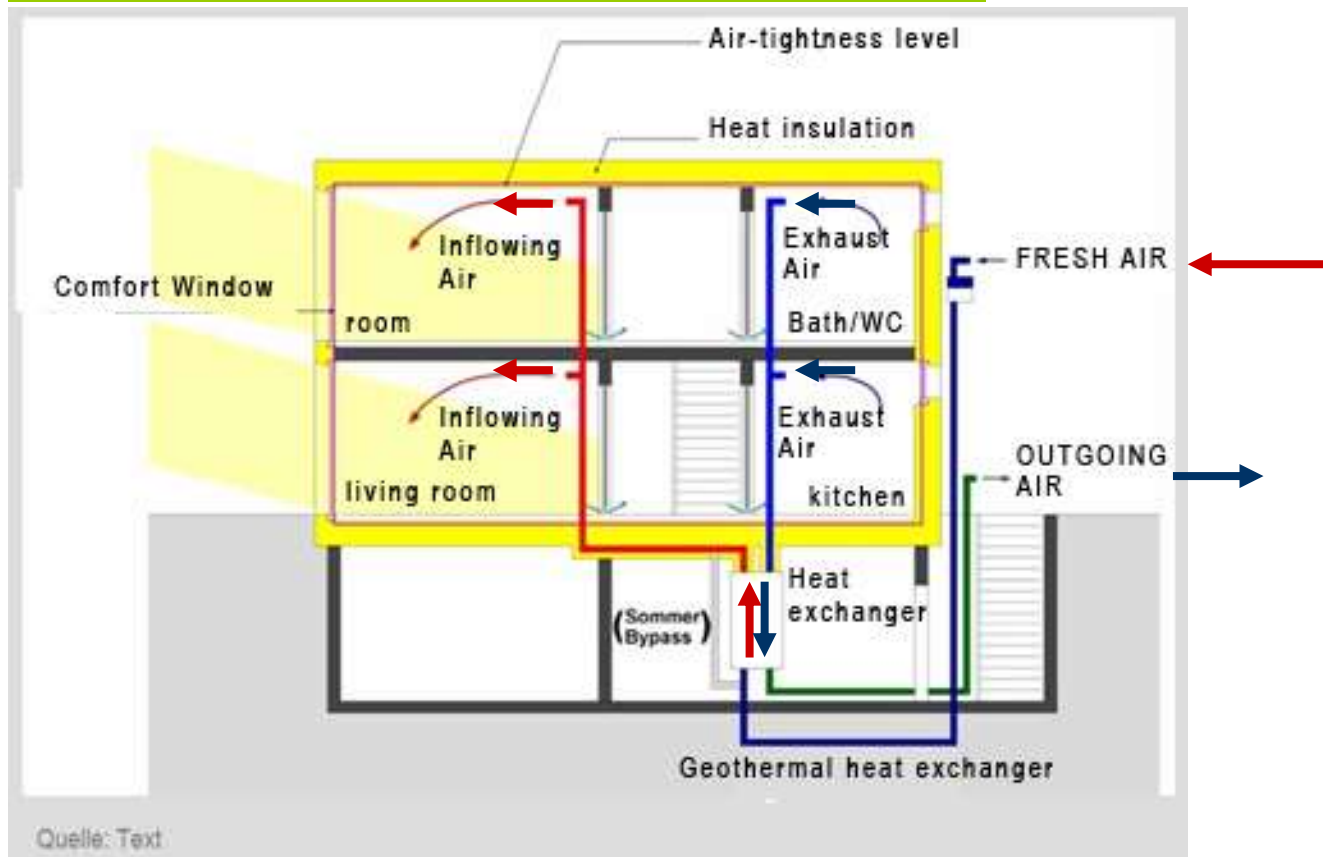 Air-tightness level
Heat insulation
Inflowing
Air
Exhaust
Air
FRESH AIR
Comfort Window
room
Bath/WC
Inflowing
Air
Exhaust
Air
OUTGOING
AIR
living room
kitchen
Heat
exchanger
(Sommer
Bypass)
Geothermal heat exchanger
Quelle: Text